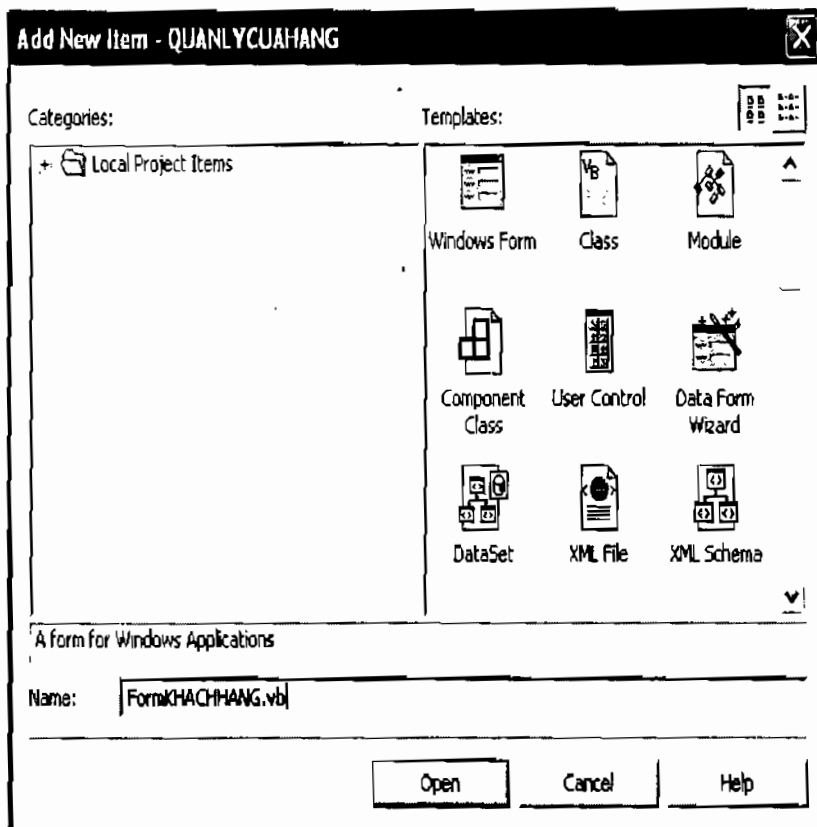 Add New Item - QUANLYCUAHANG
Categories:
Templates:
Local Project Items
Windows Form
Class
Module
Component Class
User Control
Data Form Wizard
DataSet
XML File
XML Schema
A form for Windows Applications
Name:
FormKHACHHANG.vb
Open
Cancel
Help